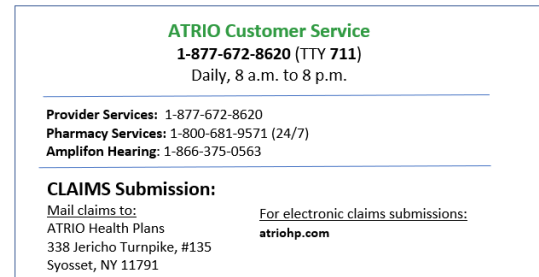 ATRIO Customer Service
1-877-672-8620 (TTY 711)
Daily, 8 a.m. to 8 p.m.
Provider Services: 1-877-672-8620
Pharmacy Services: 1-800-681-9571 (24/7)
Amplifon Hearing: 1-866-375-0563
CLAIMS Submission:
Mail claims to:
ATRIO Health Plans
338 Jericho Turnpike, #135
Syosset, NY 11791
For electronic claims submissions:
atriohp.com